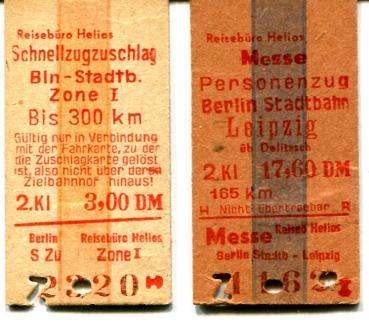 Reisebüro Helios
Schnellzugzuschlag
Bln-Stadtb.
Zone I
Bis 300 km
Gültig nur in Verbindung
mit der Fahrkarte, zu der
die Zuschlagkarte gelöst
ist, also nicht über deren
Zielbahnhof hinaus!
2.Kl 3,00 DM
Berlin Reisebüro Helios
S Zu Zone I
2320
Reisebüro Helios
Messe
Personenzug
Berlin Stadtbahn
Leipzig
üb Delitzsch
2.Kl 17,60 DM
165 km
H Nicht übertragbar R
Messe Reiseb Helios
Berlin Stadtb - Leipzig
1162